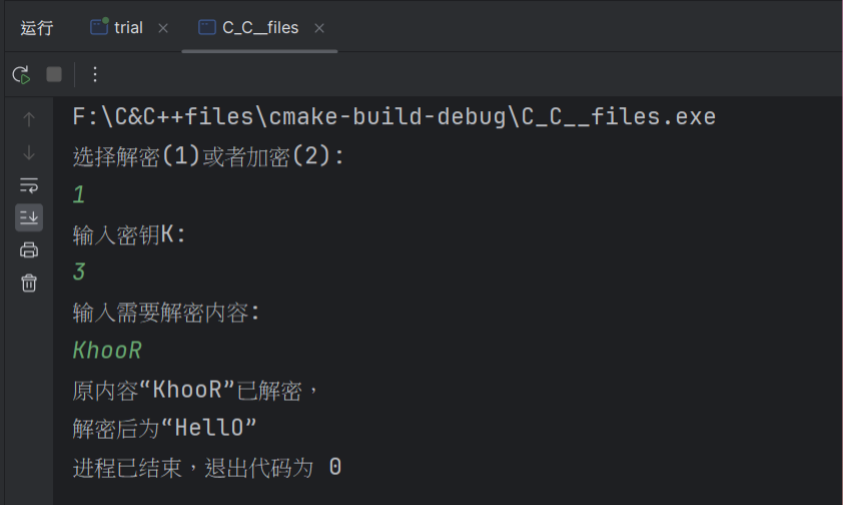 运行 trial × C_C__files ×
F:\C&C++files\cmake-build-debug\C_C__files.exe
选择解密(1)或者加密(2):
1
输入密钥K:
3
输入需要解密内容:
KhooR
原内容“KhooR”已解密，
解密后为“HellO”
进程已结束，退出代码为 0